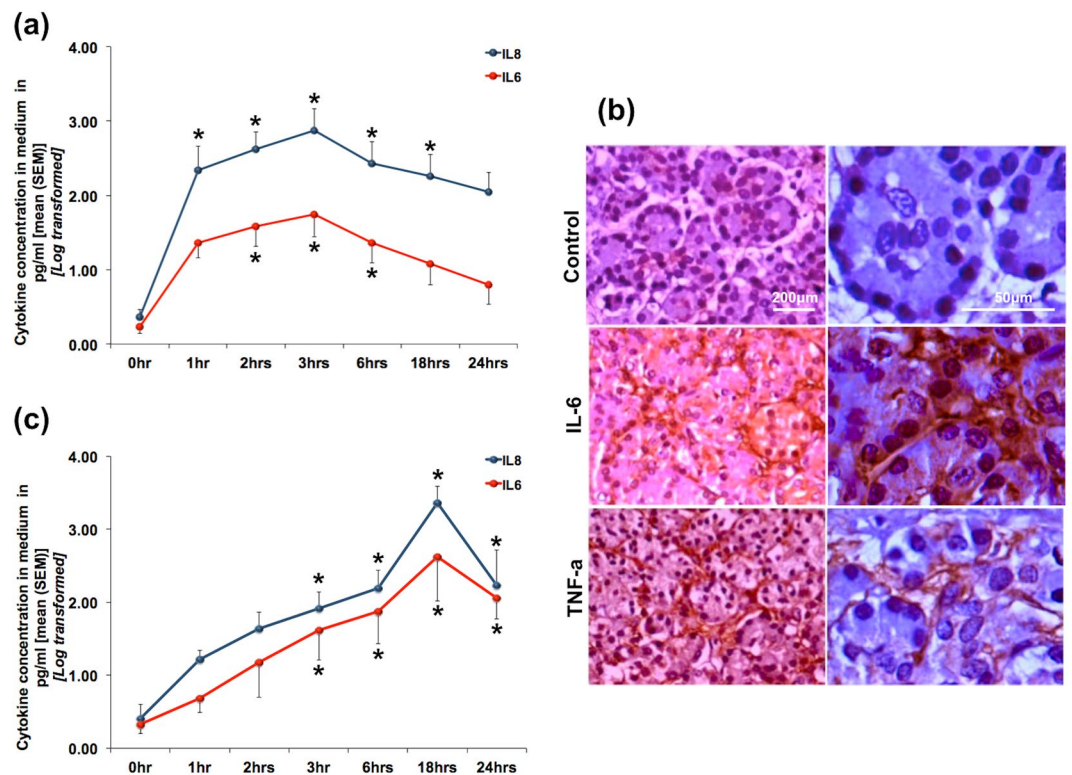 (a)
4.00
3.00
2.00
1.00
0.00
Cytokine concentration in medium in
pg/ml [mean (SEM)]
[Log transformed]
IL8
IL6
*
*
*
*
*
*
*
*
0hr
1hr
2hrs
3hrs
6hrs
18hrs
24hrs
(b)
Control
200µm
50µm
IL-6
TNF-a
(c)
4.00
3.00
2.00
1.00
0.00
Cytokine concentration in medium in
pg/ml [mean (SEM)]
[Log transformed]
IL8
IL6
*
*
*
*
*
*
*
*
0hr
1hr
2hrs
3hr
6hrs
18hrs
24hrs